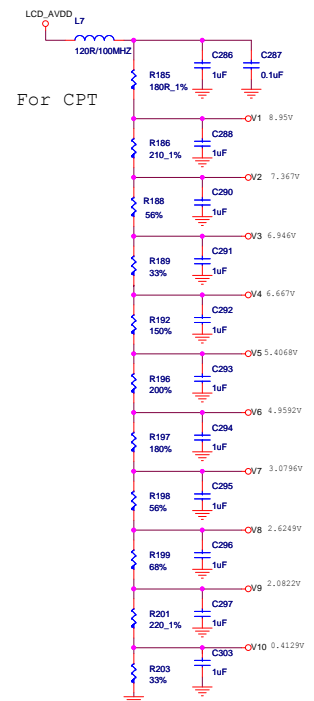 LCD_AVDD
L7
120R/100MHZ
C286
1uF
C287
0.1uF
R185
180R_1%
For CPT
V1 8.95V
C288
1uF
R186
210_1%
V2 7.367V
C290
1uF
R188
56%
V3 6.946V
C291
1uF
R189
33%
V4 6.667V
C292
1uF
R192
150%
V5 5.4068V
C293
1uF
R196
200%
V6 4.9592V
C294
1uF
R197
180%
V7 3.0796V
C295
1uF
R198
56%
V8 2.6249V
C296
1uF
R199
68%
V9 2.0822V
C297
1uF
R201
220_1%
V10 0.4129V
C303
1uF
R203
33%